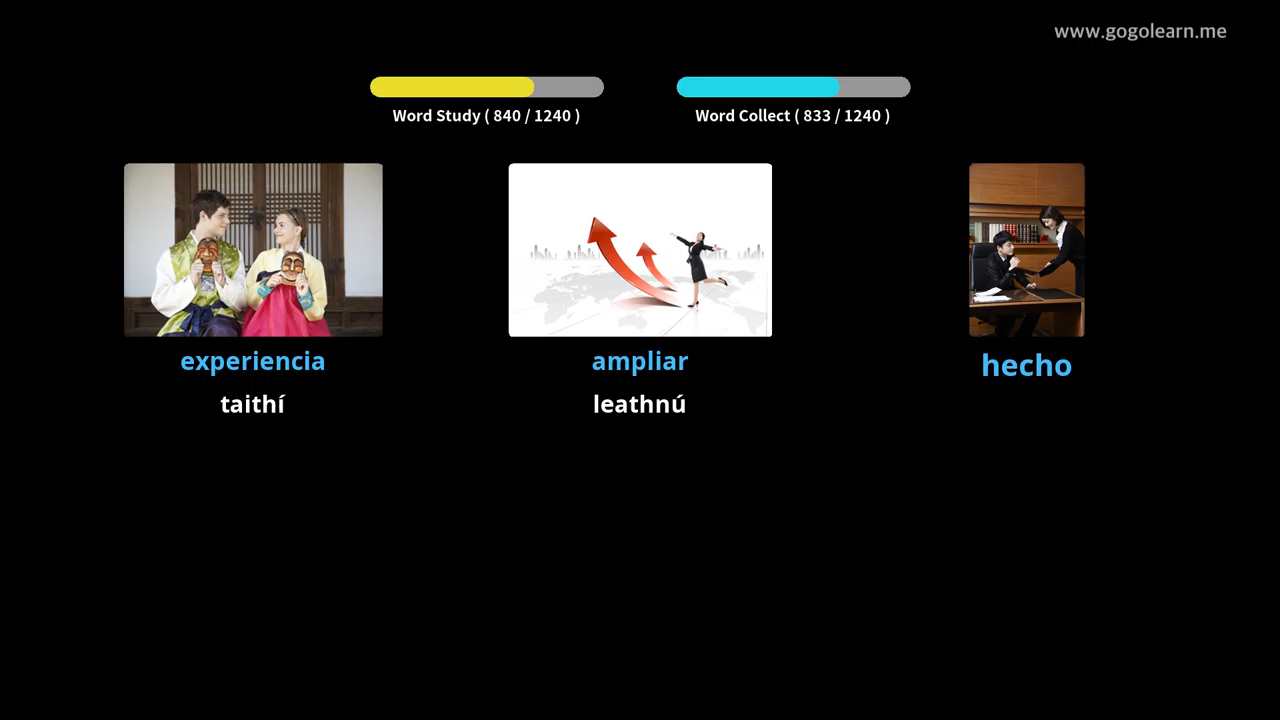 www.gogolearn.me
Word Study ( 840 / 1240 )
Word Collect ( 833 / 1240 )
experiencia
taithí
ampliar
leathnú
hecho